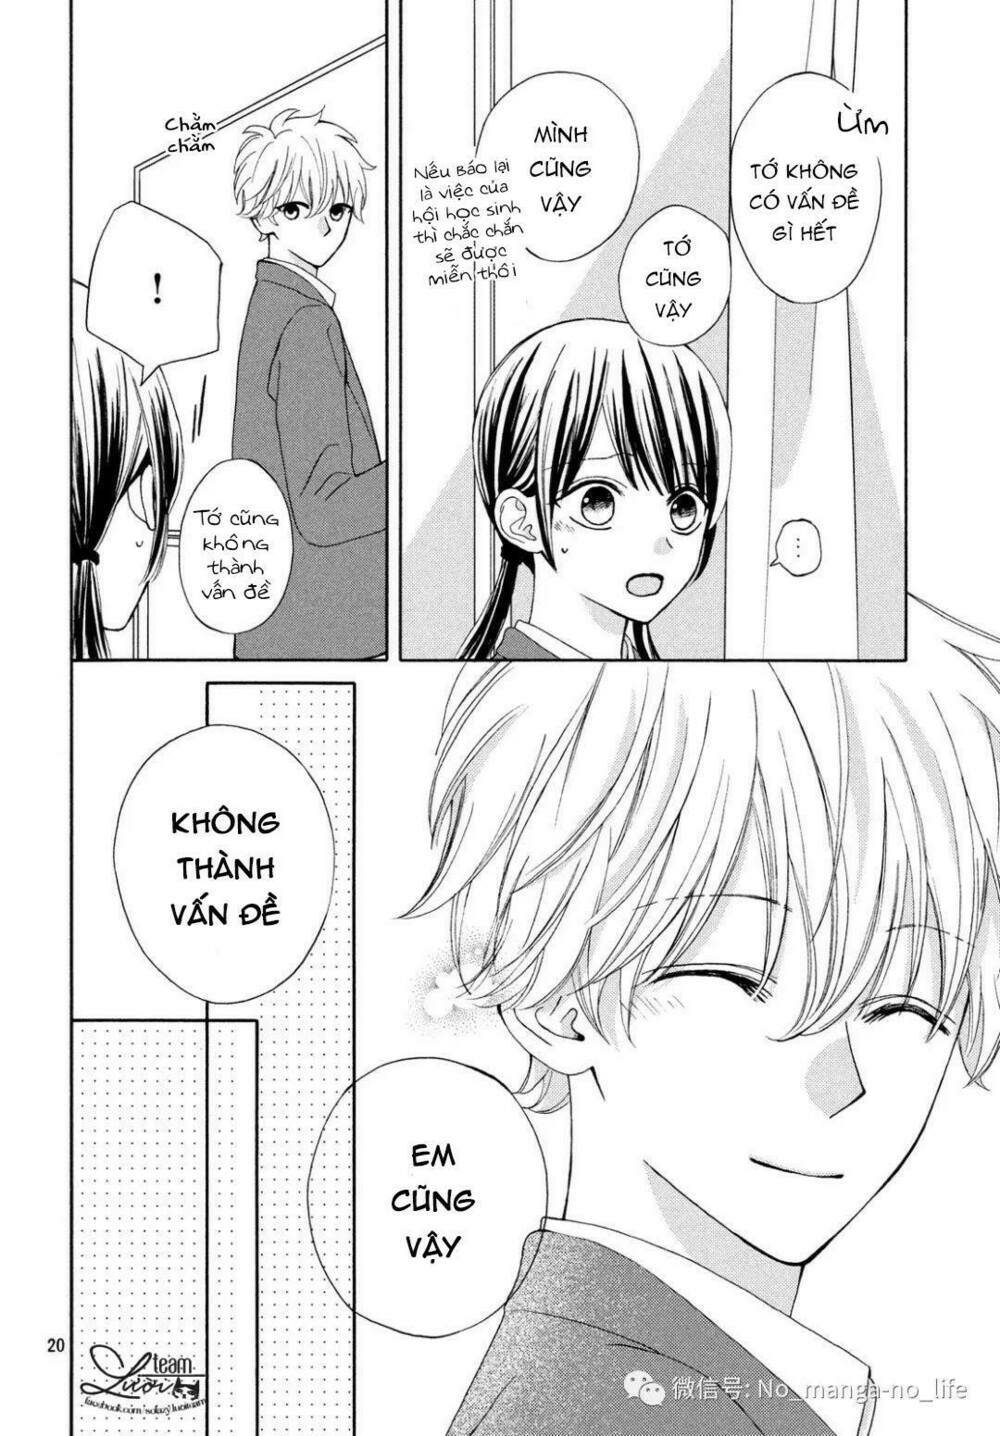 Ừm
TỚ KHÔNG
CÓ VẤN ĐỀ
GÌ HẾT
MÌNH
CŨNG
VẬY
TỚ
CŨNG
VẬY
NẾU BÁO LẠI
LÀ VIỆC CỦA
HỘI HỌC SINH
THÌ CHẮC CHẮN
SẼ ĐƯỢC
MIỄN THÔI
...
Chằm
chằm
!
TỚ CŨNG
KHÔNG
THÀNH
VẤN ĐỀ
KHÔNG
THÀNH
VẤN ĐỀ
EM
CŨNG
VẬY
20
team
Lười
微信号: No_manga-no_life